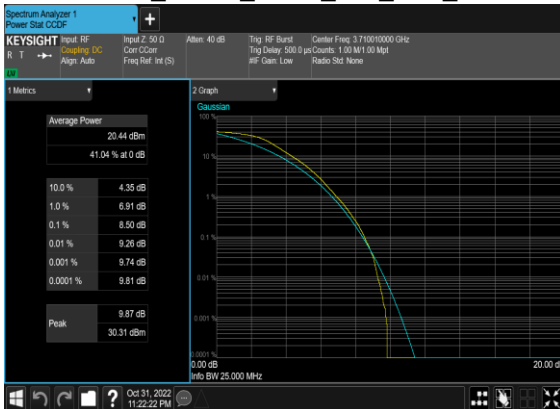 Spectrum Analyzer 1
Power Stat CCDF
KEYSIGHT
R T
LXI
Input: RF
Coupling: DC
Align: Auto
Input Z: 50 Ω
Corr CCorr
Freq Ref: Int (S)
Atten: 40 dB
Trig: RF Burst
Trig Delay: 500.0 µs
#IF Gain: Low
Center Freq: 3.710010000 GHz
Counts: 1.00 M/1.00 Mpt
Radio Std: None
1 Metrics
Average Power
20.44 dBm
41.04 % at 0 dB
10.0 % 4.35 dB
1.0 % 6.91 dB
0.1 % 8.50 dB
0.01 % 9.26 dB
0.001 % 9.74 dB
0.0001 % 9.81 dB
Peak
9.87 dB
30.31 dBm
2 Graph
Gaussian
100 %
10 %
1 %
0.1 %
0.01 %
0.001 %
0.0001 %
0.00 dB
20.00 d
Info BW 25.000 MHz
?
Oct 31, 2022
11:22:22 PM